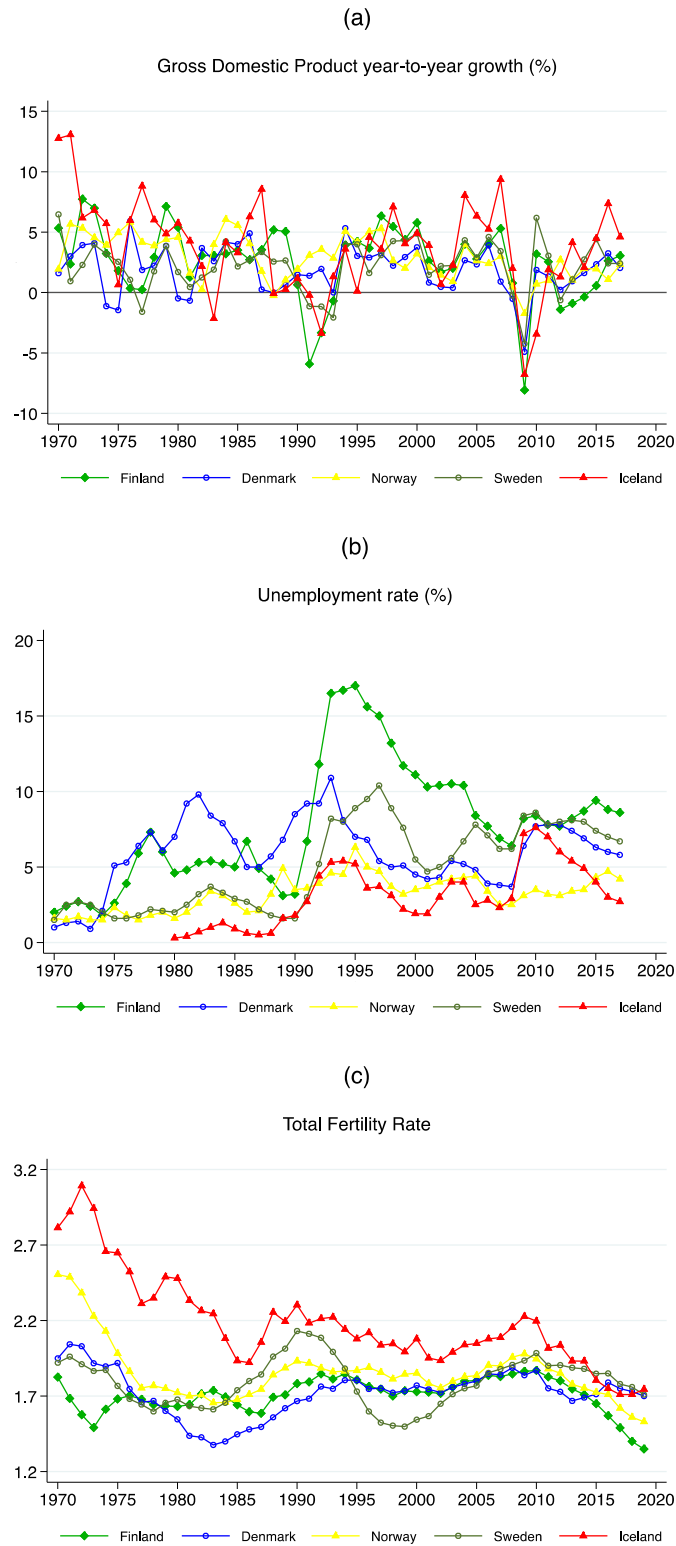 (a)
Gross Domestic Product year-to-year growth (%)
15
10
5
0
-5
-10
1970 1975 1980 1985 1990 1995 2000 2005 2010 2015 2020
Finland Denmark Norway Sweden Iceland
(b)
Unemployment rate (%)
20
15
10
5
0
1970 1975 1980 1985 1990 1995 2000 2005 2010 2015 2020
Finland Denmark Norway Sweden Iceland
(c)
Total Fertility Rate
3.2
2.7
2.2
1.7
1.2
1970 1975 1980 1985 1990 1995 2000 2005 2010 2015 2020
Finland Denmark Norway Sweden Iceland